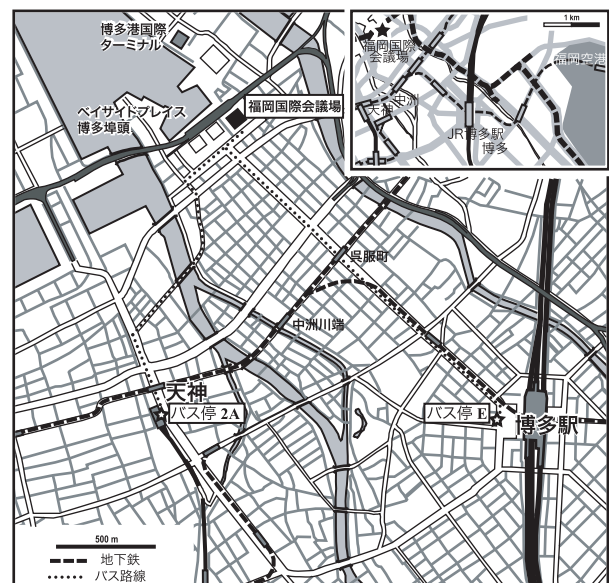 博多港国際
ターミナル
ベイサイドプレイス
博多埠頭
福岡国際会議場
1 km
福岡国際
会議場
福岡空港
天神
中洲
JR博多駅
博多
呉服町
中洲川端
天神
バス停 2A
バス停 E
博多駅
500 m
地下鉄
バス路線